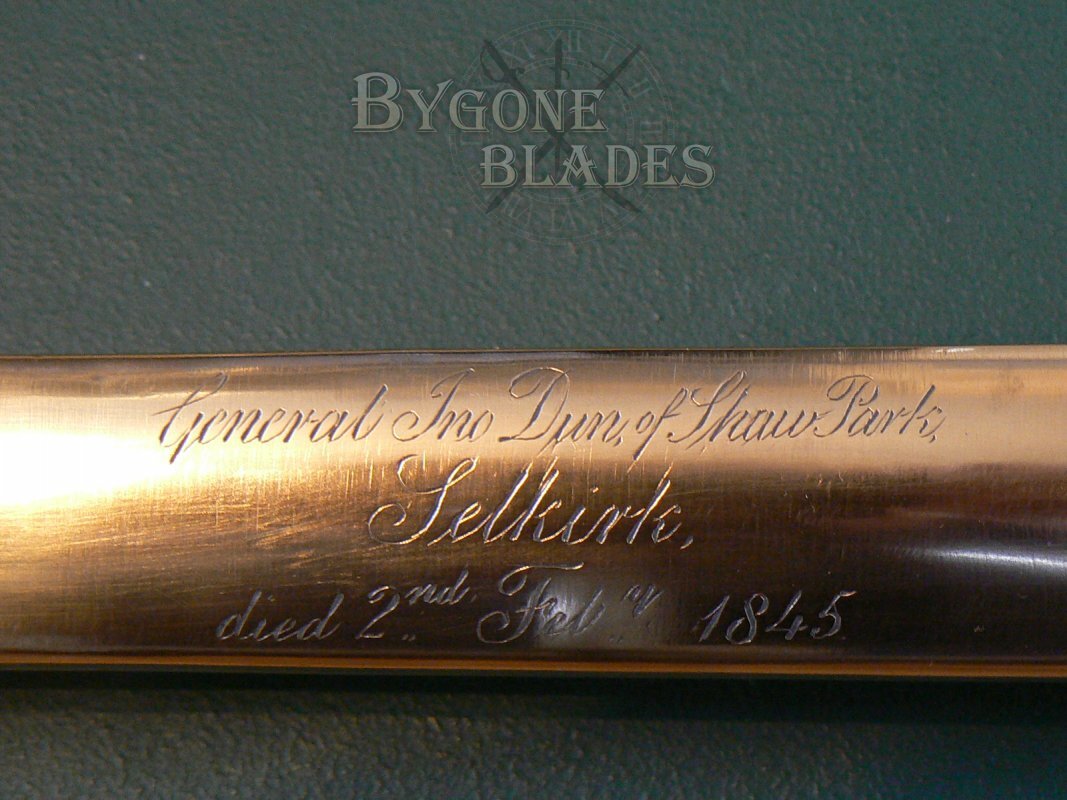 BYGONE
BLADES
General Jno Dun, of Shaw Park,
Selkirk,
died 2nd. Feby. 1845